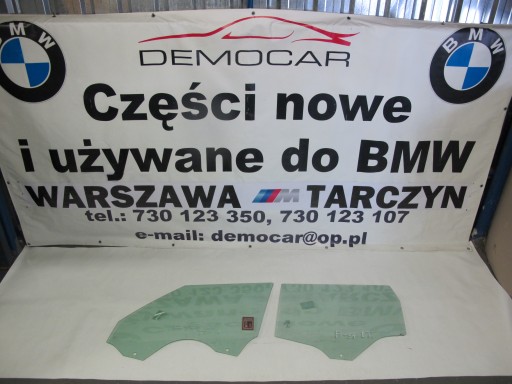 BMW
DEMOCAR
BMW
Części nowe
i używane do BMW
WARSZAWA M TARCZYN
tel.: 730 123 350, 730 123 107
e-mail: democar@op.pl